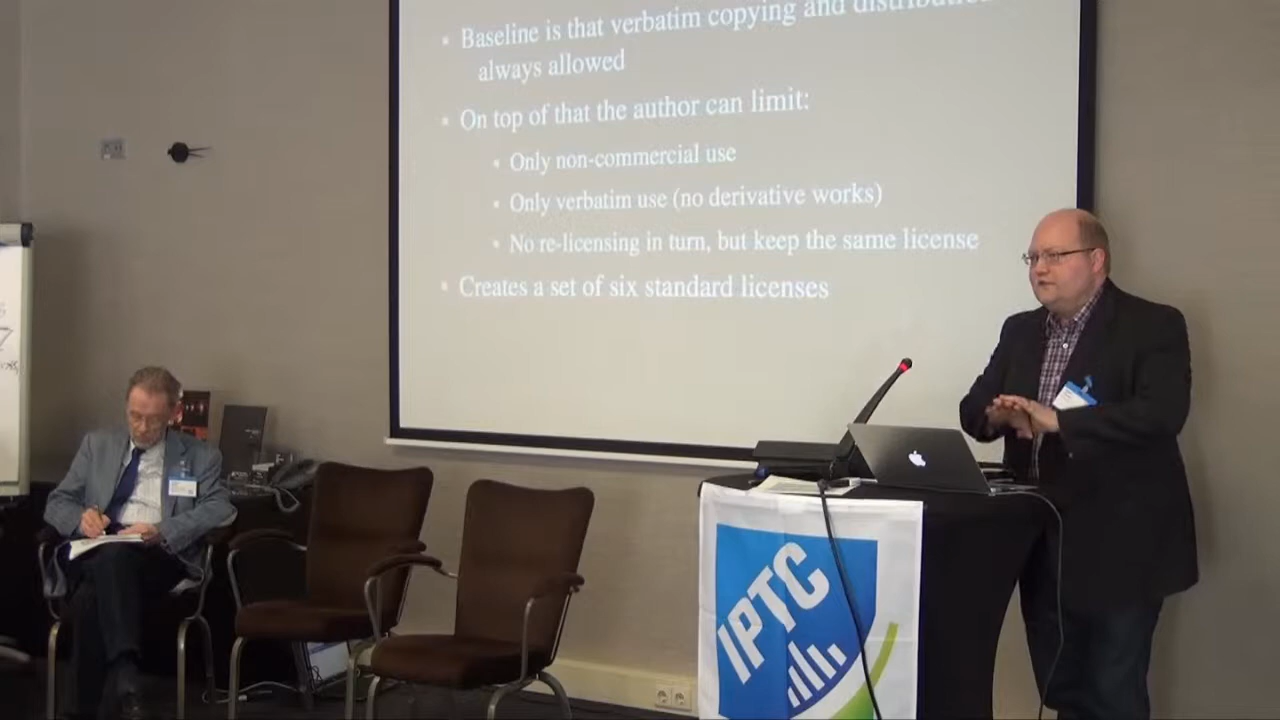 Baseline is that verbatim copying and distribution
always allowed
On top of that the author can limit:
Only non-commercial use
Only verbatim use (no derivative works)
No re-licensing in turn, but keep the same license
Creates a set of six standard licenses
IPTC